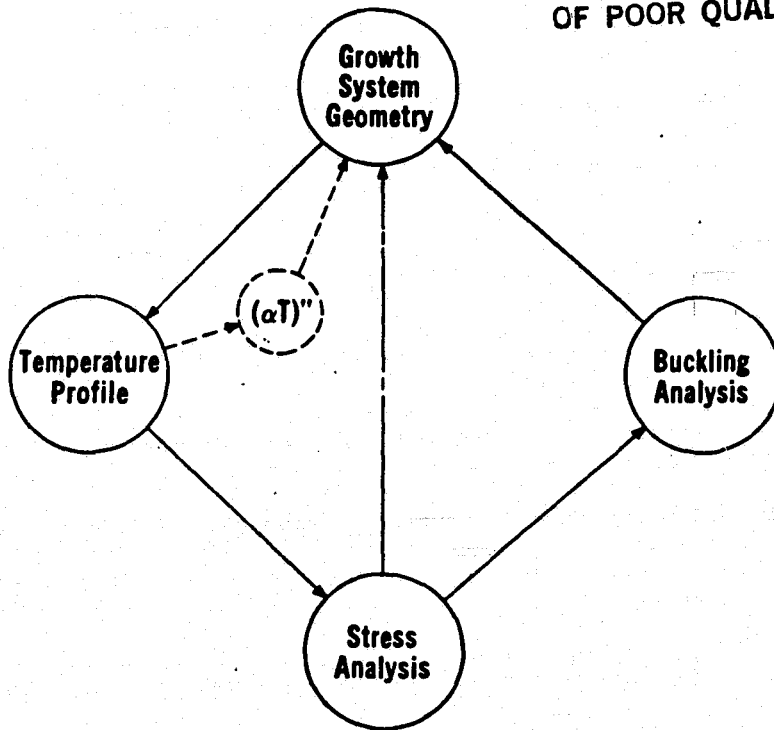 OF POOR QUAL
Growth
System
Geometry
(αT)"
Temperature
Profile
Buckling
Analysis
Stress
Analysis